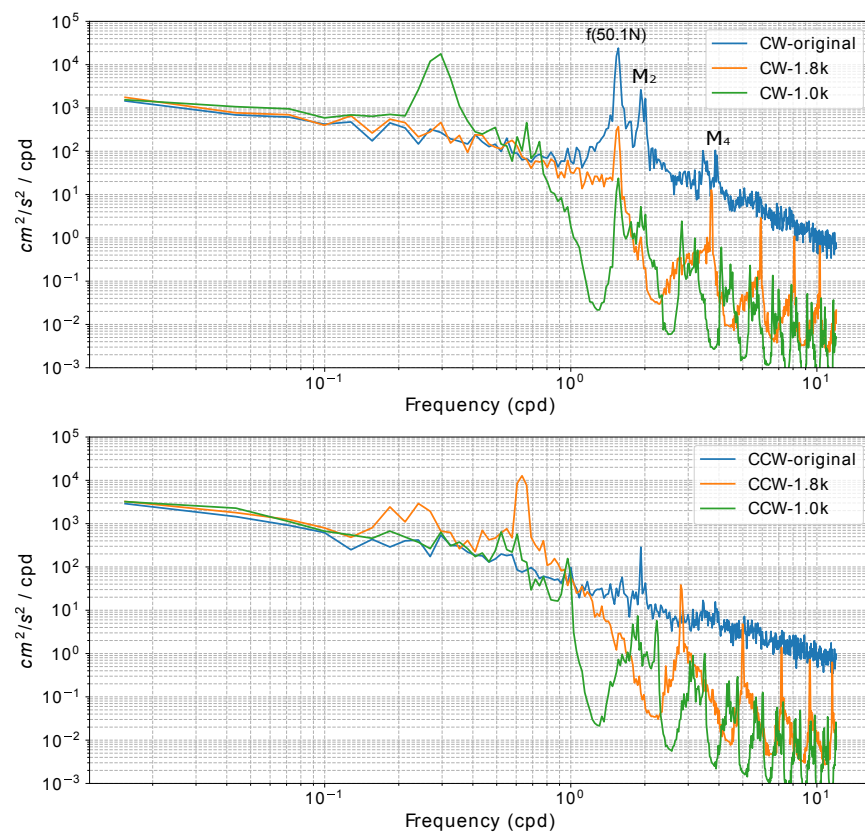 10⁵
10⁴
10³
10²
10¹
10⁰
10⁻¹
10⁻²
10⁻³
cm²/s² / cpd
f(50.1N)
M₂
M₄
CW-original
CW-1.8k
CW-1.0k
10⁻¹ 10⁰ 10¹
Frequency (cpd)
10⁵
10⁴
10³
10²
10¹
10⁰
10⁻¹
10⁻²
10⁻³
cm²/s² / cpd
CCW-original
CCW-1.8k
CCW-1.0k
10⁻¹ 10⁰ 10¹
Frequency (cpd)